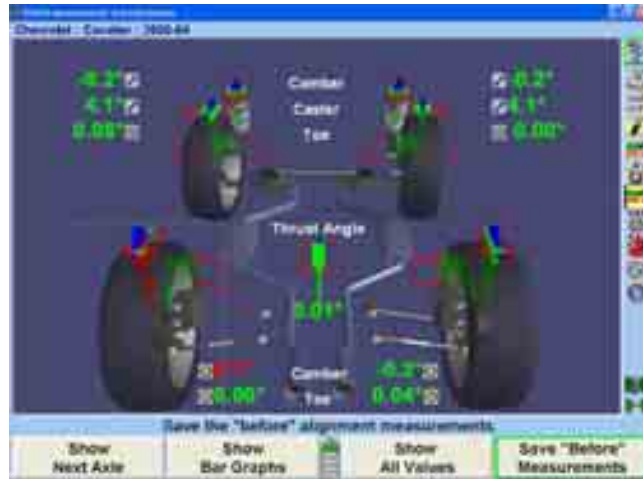 Chevrolet : Cavalier : 2000-04
-0.2° Camber 0.2°
4.1° Caster 4.1°
0.08° Toe 0.00°
Thrust Angle
0.01°
Camber -0.2°
0.00° Toe 0.04°
Save the "before" alignment measurements.
Show Next Axle
Show Bar Graphs
Show All Values
Save "Before" Measurements